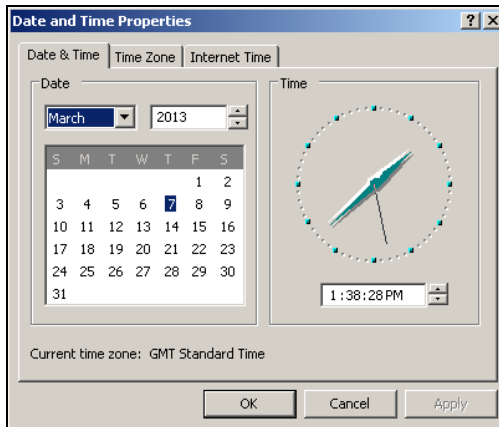 Date and Time Properties
Date & Time Time Zone Internet Time
Date
Time
March 2013
S M T W T F S
1 2
3 4 5 6 7 8 9
10 11 12 13 14 15 16
17 18 19 20 21 22 23
24 25 26 27 28 29 30
31
1:38:28 PM
Current time zone: GMT Standard Time
OK Cancel Apply